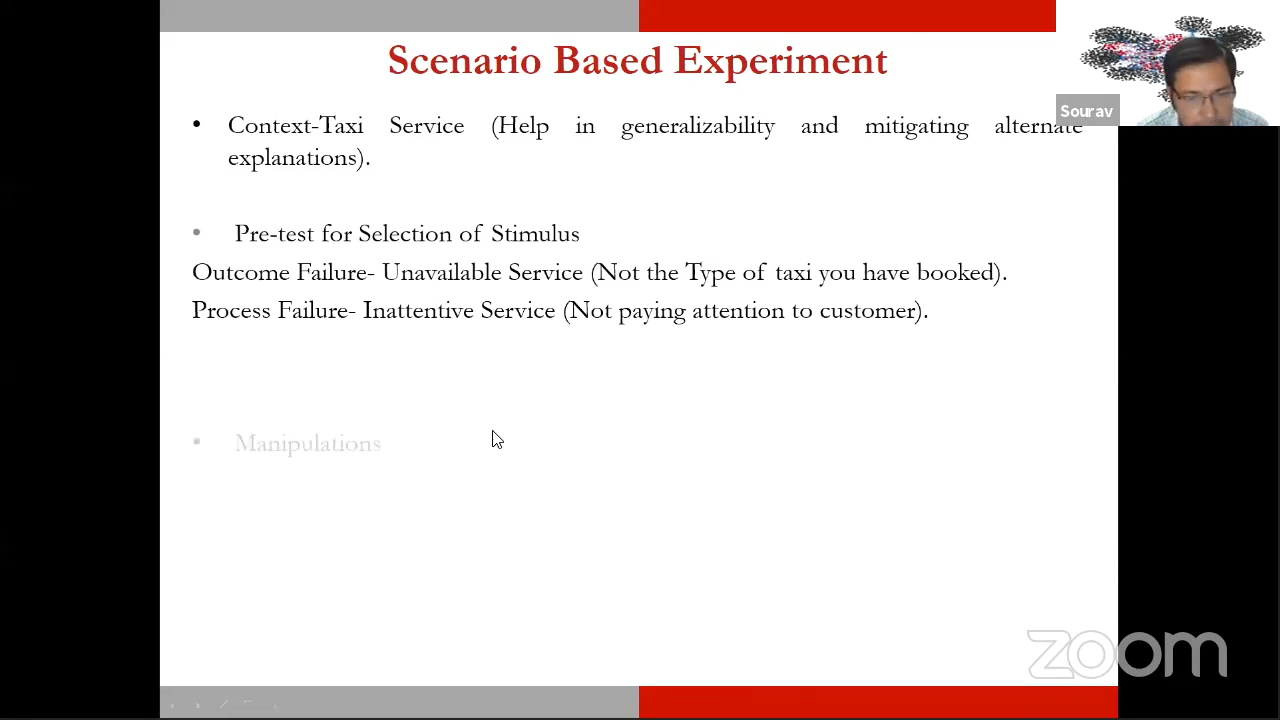 Scenario Based Experiment
• Context-Taxi Service (Help in generalizability and mitigating alternate
explanations).
Sourav
• Pre-test for Selection of Stimulus
Outcome Failure- Unavailable Service (Not the Type of taxi you have booked).
Process Failure- Inattentive Service (Not paying attention to customer).
• Manipulations
zoom